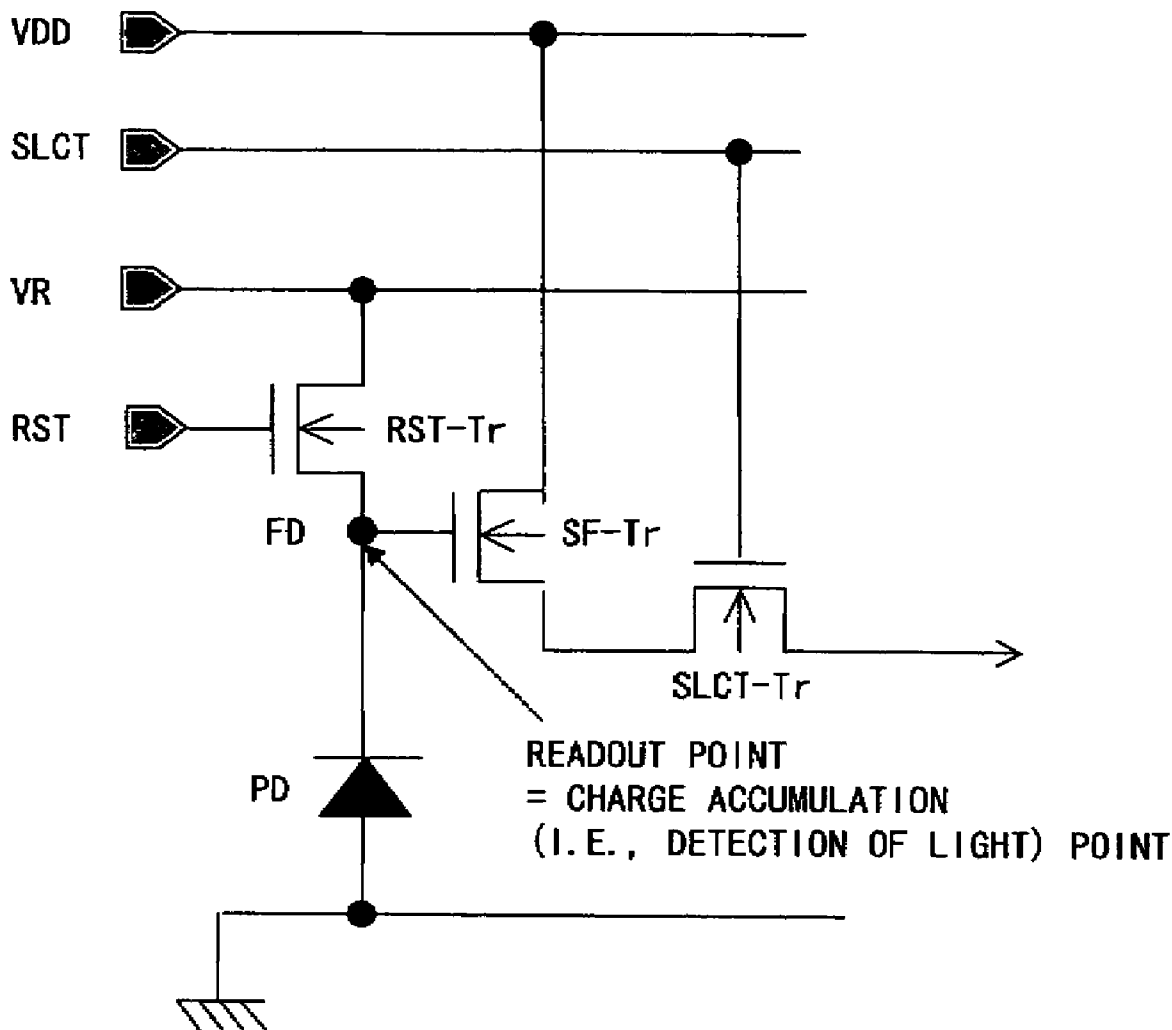 VDD
SLCT
VR
RST
RST-Tr
FD
SF-Tr
SLCT-Tr
READOUT POINT
= CHARGE ACCUMULATION
(I.E., DETECTION OF LIGHT) POINT
PD